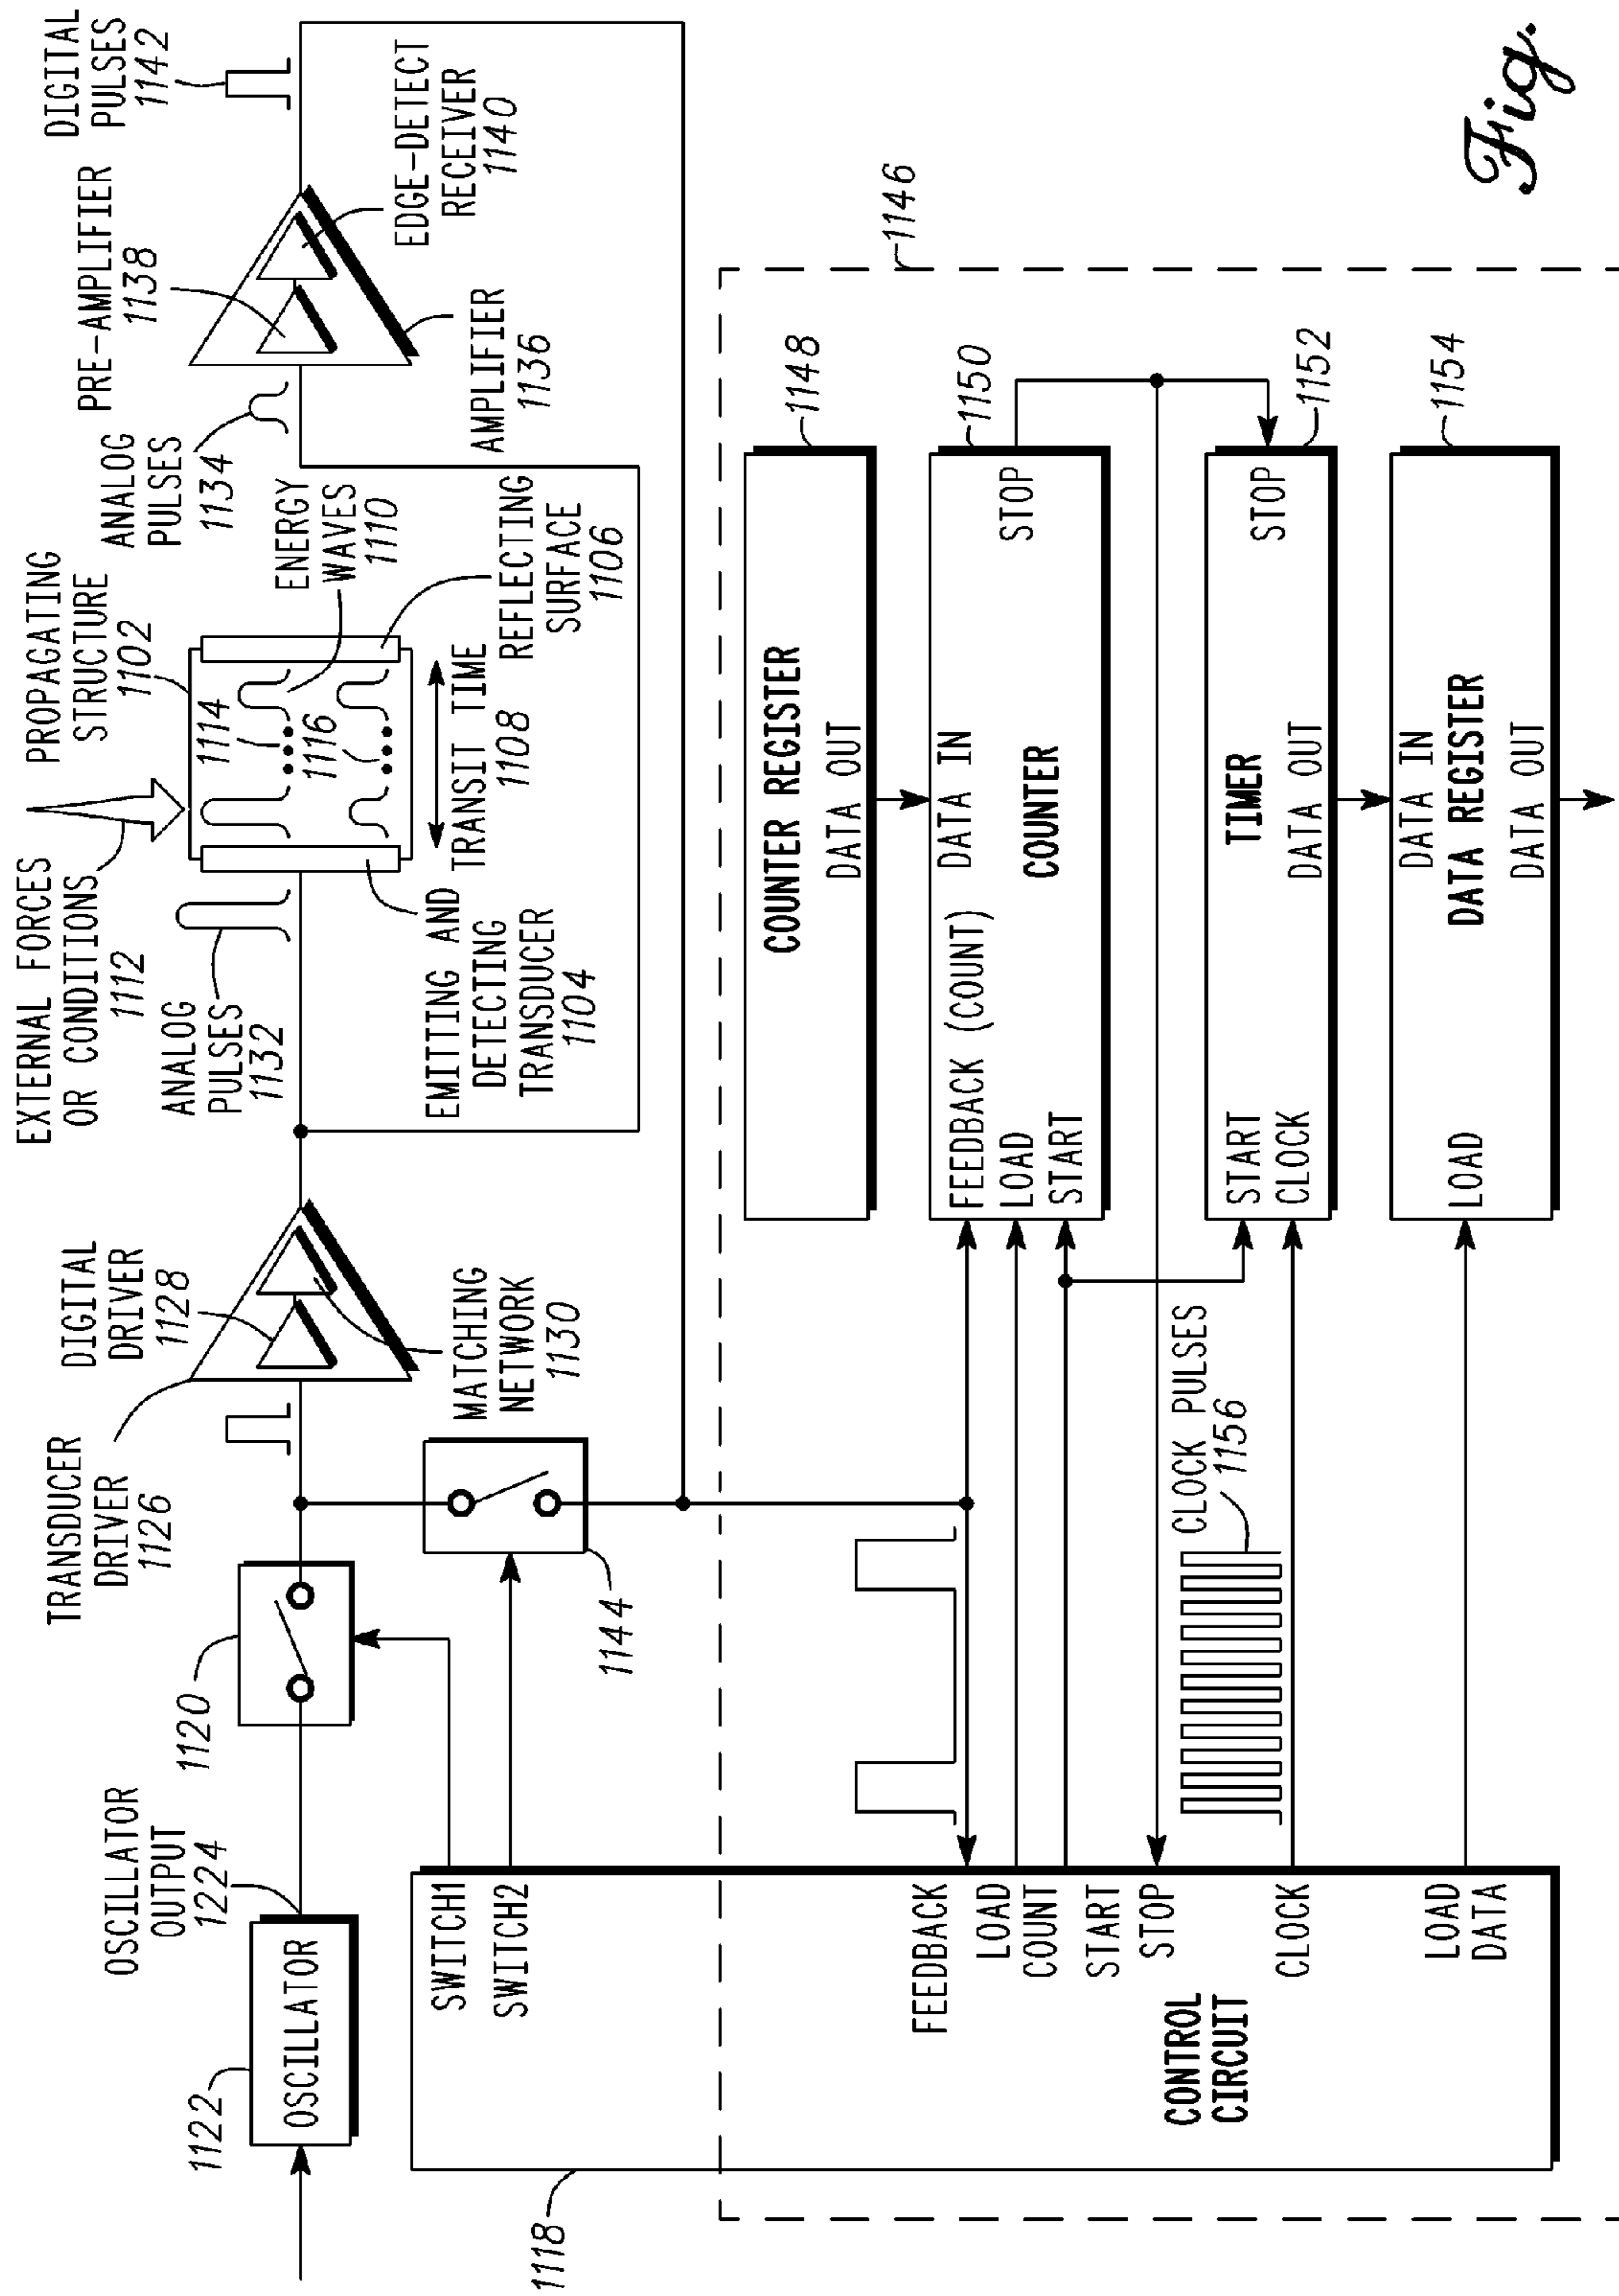 EXTERNAL FORCES
OR CONDITIONS
1112
PROPAGATING
STRUCTURE
1102
DIGITAL
PULSES
1142
PRE-AMPLIFIER
1138
ANALOG
PULSES
1134
ENERGY
WAVES
1110
1114
1116
EDGE-DETECT
RECEIVER
1140
AMPLIFIER
1136
REFLECTING
SURFACE
1106
TRANSIT TIME
1108
ANALOG
PULSES
1132
EMITTING AND
DETECTING
TRANSDUCER
1104
DIGITAL
DRIVER
1128
TRANSDUCER
DRIVER
1126
MATCHING
NETWORK
1130
1120
1144
OSCILLATOR
OUTPUT
1224
1122
OSCILLATOR
1118
SWITCH1
SWITCH2
FEEDBACK
LOAD
COUNT
START
STOP
CLOCK
LOAD
DATA
CONTROL
CIRCUIT
CLOCK PULSES
1156
1146
COUNTER REGISTER
DATA OUT
1148
FEEDBACK (COUNT)
DATA IN
LOAD
START
COUNTER
STOP
1150
START
CLOCK
TIMER
DATA OUT
STOP
1152
LOAD
DATA IN
DATA REGISTER
DATA OUT
1154
Fig.